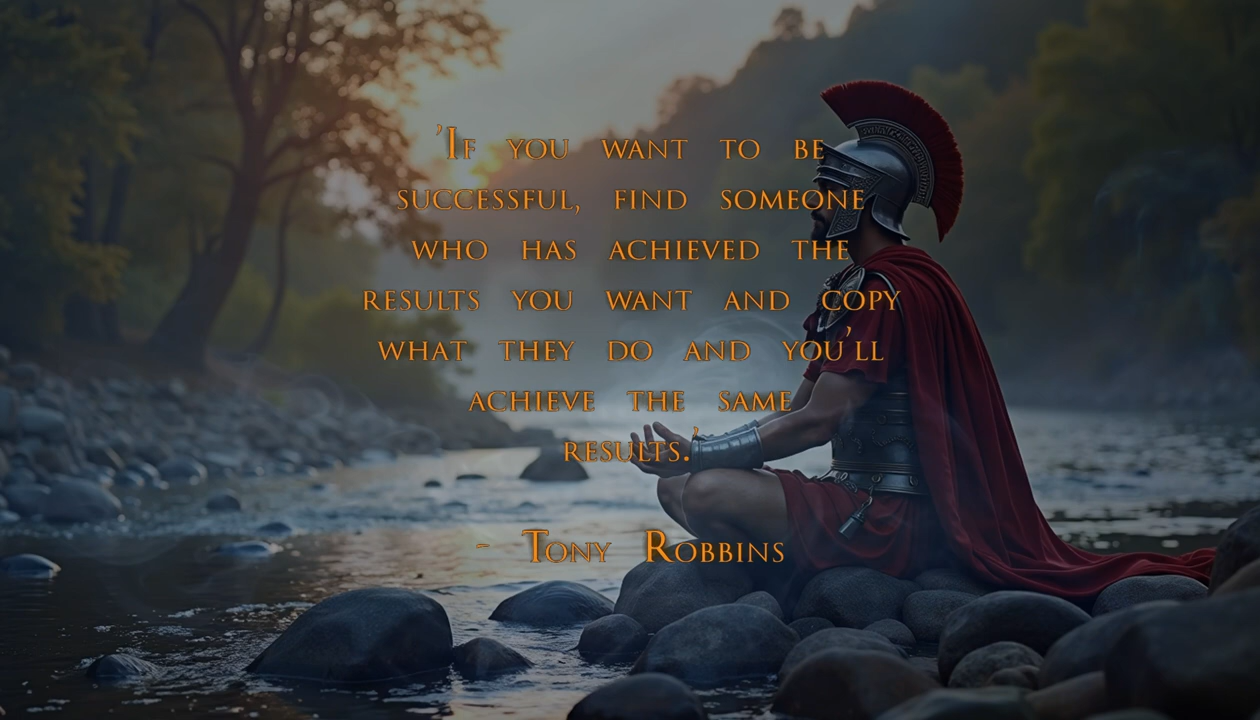 'If you want to be
successful, find someone
who has achieved the
results you want and copy
what they do and you'll
achieve the same
results.'
- Tony Robbins